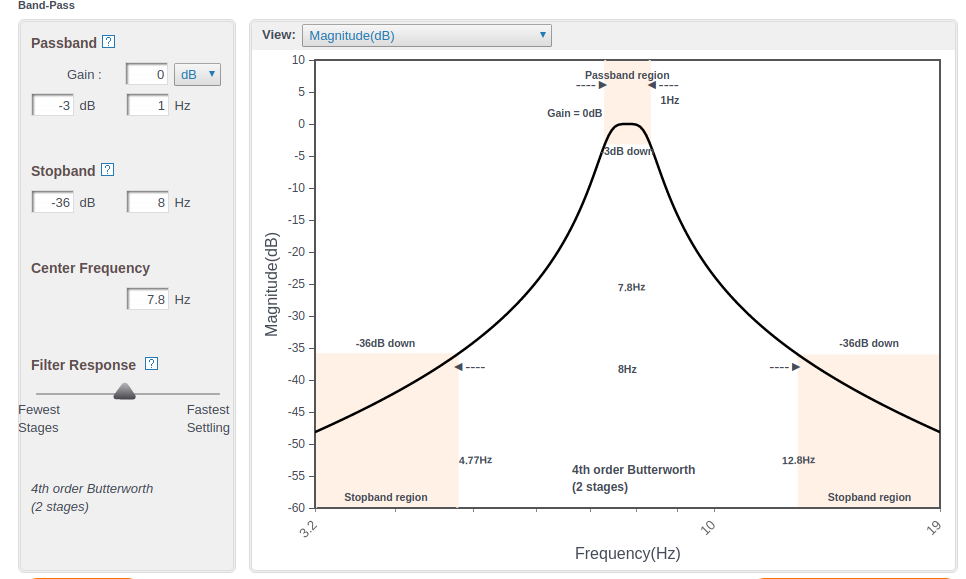 Band-Pass
Passband ?
Gain : 0 dB
-3 dB 1 Hz
Stopband ?
-36 dB 8 Hz
Center Frequency
7.8 Hz
Filter Response ?
Fewest Stages
Fastest Settling
4th order Butterworth
(2 stages)
View: Magnitude(dB)
10
5
0
-5
-10
-15
-20
-25
-30
-35
-40
-45
-50
-55
-60
Magnitude(dB)
Passband region
1Hz
Gain = 0dB
3dB down
7.8Hz
-36dB down
-36dB down
8Hz
4.77Hz
12.8Hz
4th order Butterworth
(2 stages)
Stopband region
Stopband region
3.2
10
19
Frequency(Hz)